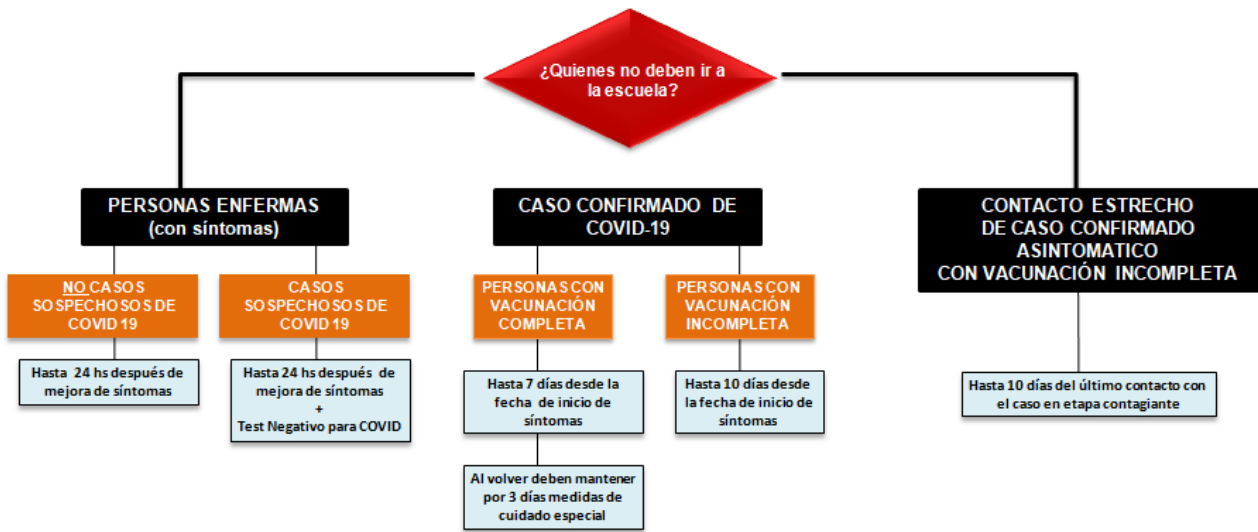 ¿Quienes no deben ir a
la escuela?
PERSONAS ENFERMAS
(con síntomas)
NO CASOS
SOSPECHOSOS DE
COVID 19
Hasta 24 hs después de
mejora de síntomas
CASOS
SOSPECHOSOS DE
COVID 19
Hasta 24 hs después de
mejora de síntomas
+
Test Negativo para COVID
CASO CONFIRMADO DE
COVID-19
PERSONAS CON
VACUNACIÓN
COMPLETA
Hasta 7 días desde la
fecha de inicio de
síntomas
Al volver deben mantener
por 3 días medidas de
cuidado especial
PERSONAS CON
VACUNACIÓN
INCOMPLETA
Hasta 10 días desde
la fecha de inicio de
síntomas
CONTACTO ESTRECHO
DE CASO CONFIRMADO
ASINTOMATICO
CON VACUNACIÓN INCOMPLETA
Hasta 10 días del último contacto con
el caso en etapa contagiante